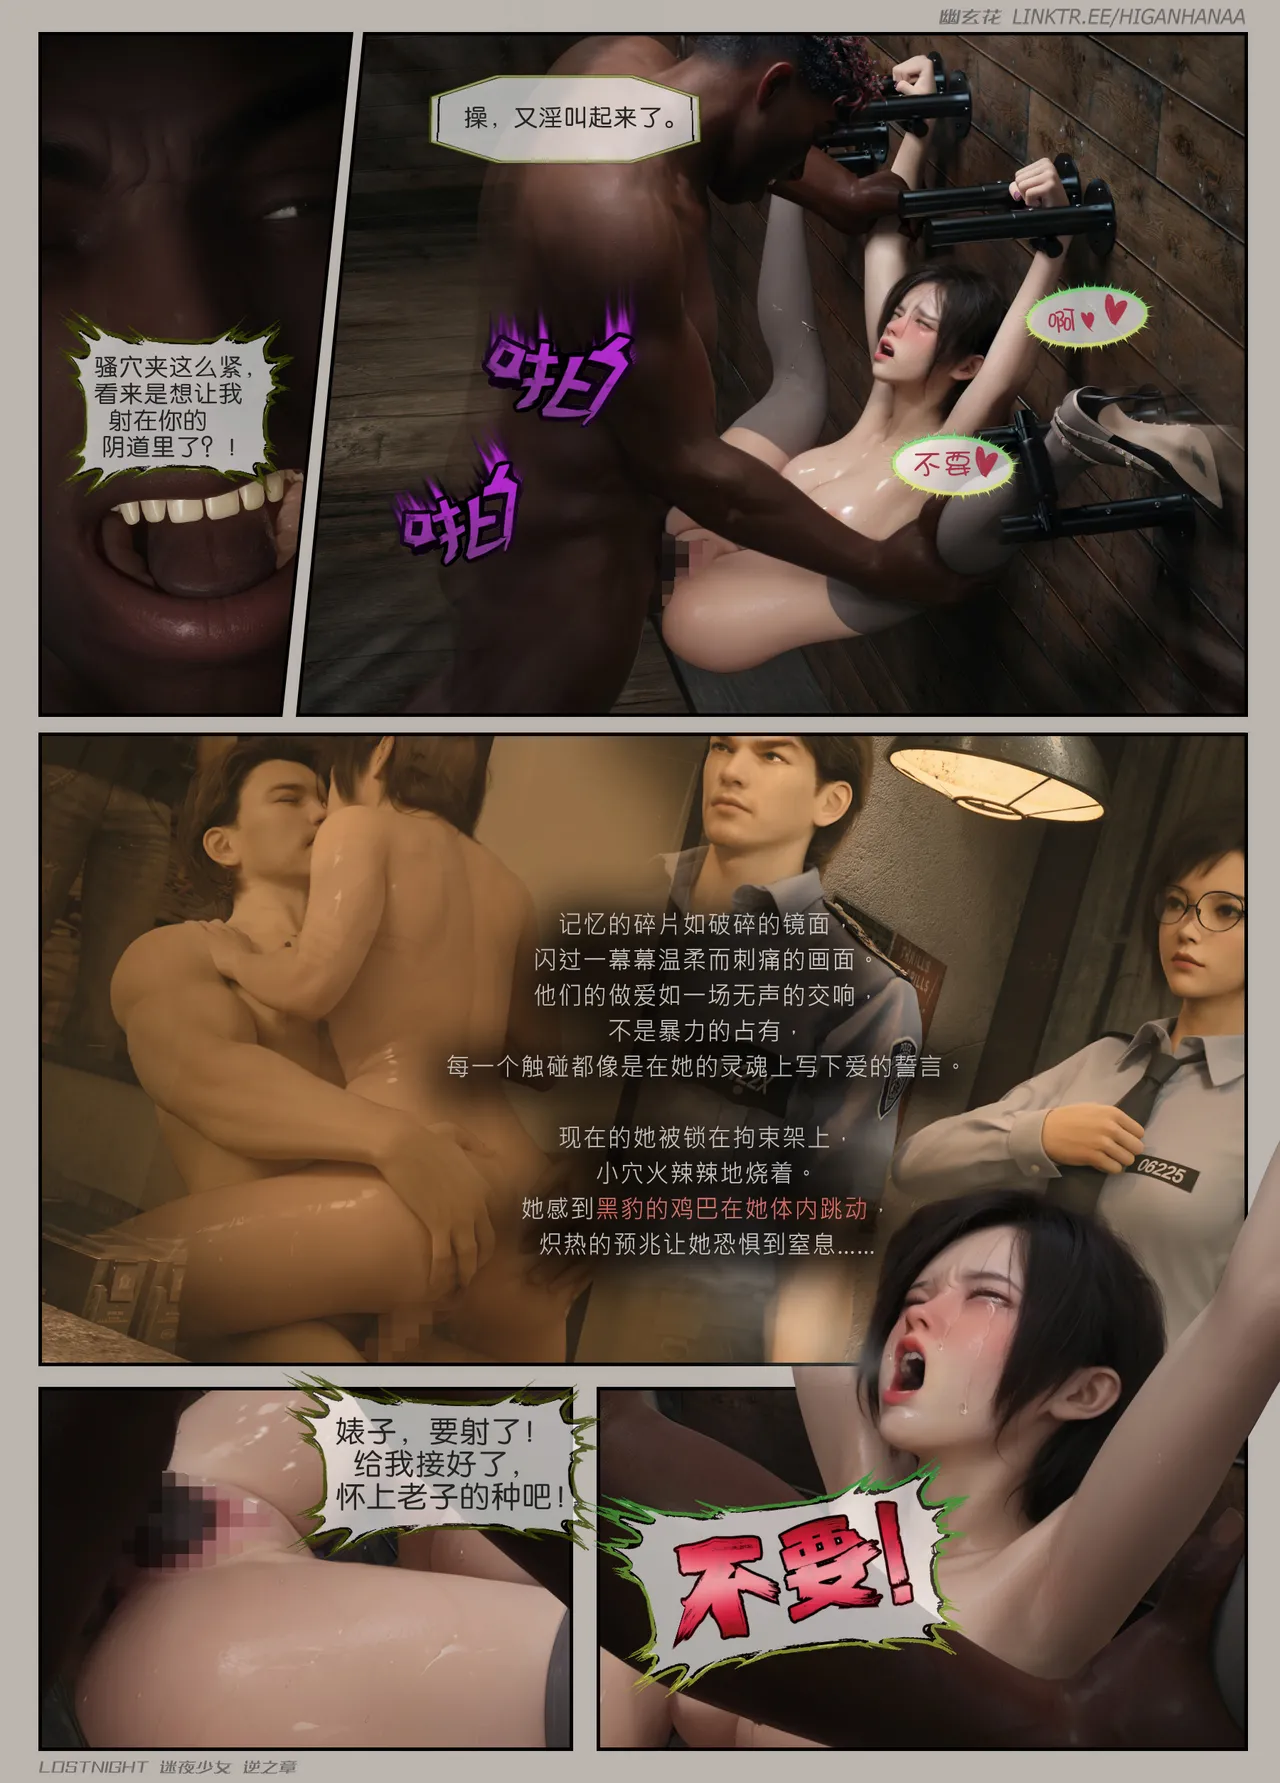 幽玄花 LINKTR.EE/HIGANHANAA
骚穴夹这么紧，
看来是想让我
射在你的
阴道里了？！
操，又淫叫起来了。
啪
啪
啊
不要
记忆的碎片如破碎的镜面，
闪过一幕幕温柔而刺痛的画面。
他们的做爱如一场无声的交响，
不是暴力的占有，
每一个触碰都像是在她的灵魂上写下爱的誓言。
现在的她被锁在拘束架上，
小穴火辣辣地烧着。
她感到黑豹的鸡巴在她体内跳动，
炽热的预兆让她恐惧到窒息……
06225
婊子，要射了！
给我接好了，
怀上老子的种吧！
不要！
LOSTNIGHT 迷夜少女 逆之章